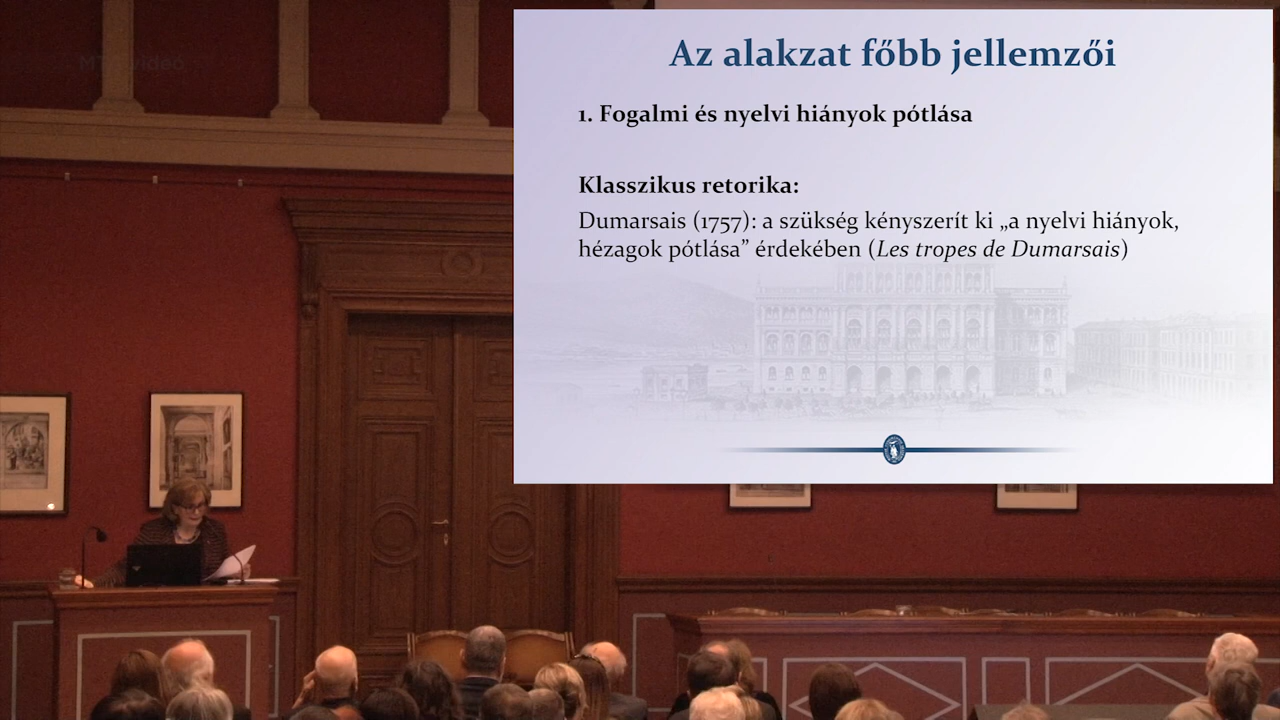 Az alakzat főbb jellemzői
1. Fogalmi és nyelvi hiányok pótlása
Klasszikus retorika:
Dumarsais (1757): a szükség kényszerít ki „a nyelvi hiányok,
hézagok pótlása” érdekében (Les tropes de Dumarsais)